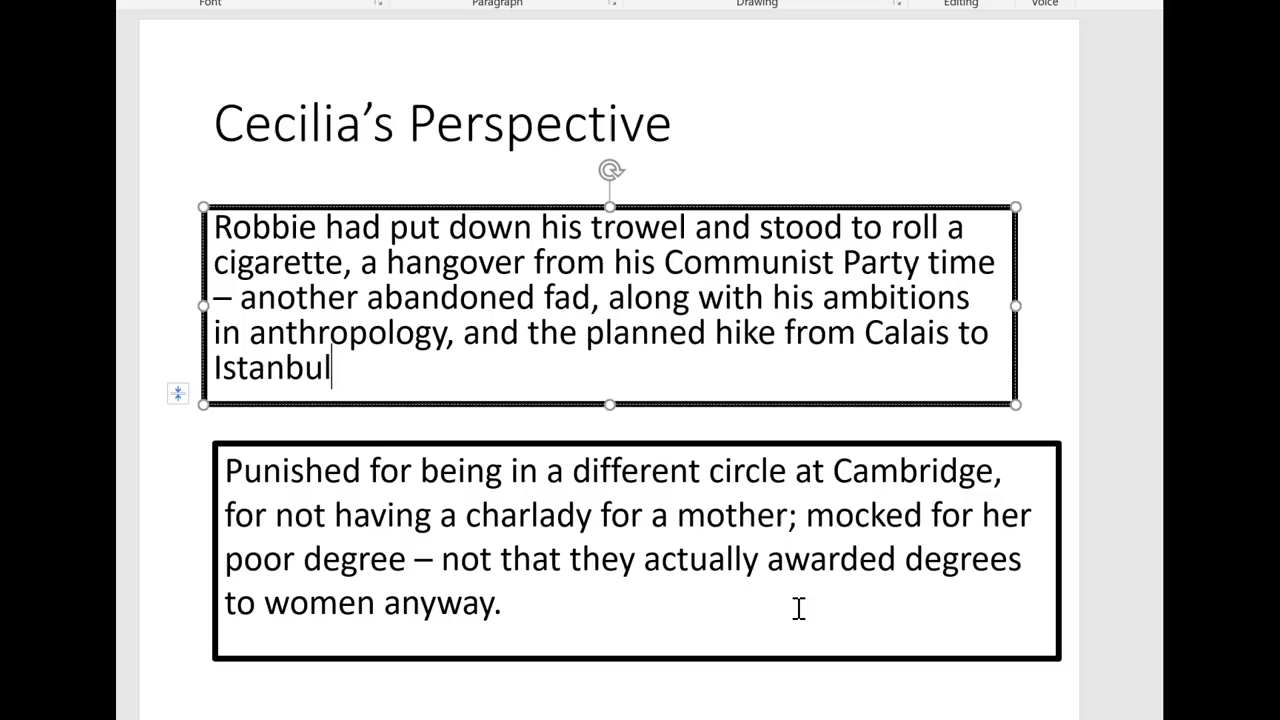 Font Paragraph Drawing Editing Voice
Cecilia’s Perspective
Robbie had put down his trowel and stood to roll a
cigarette, a hangover from his Communist Party time
– another abandoned fad, along with his ambitions
in anthropology, and the planned hike from Calais to
Istanbul
Punished for being in a different circle at Cambridge,
for not having a charlady for a mother; mocked for her
poor degree – not that they actually awarded degrees
to women anyway.